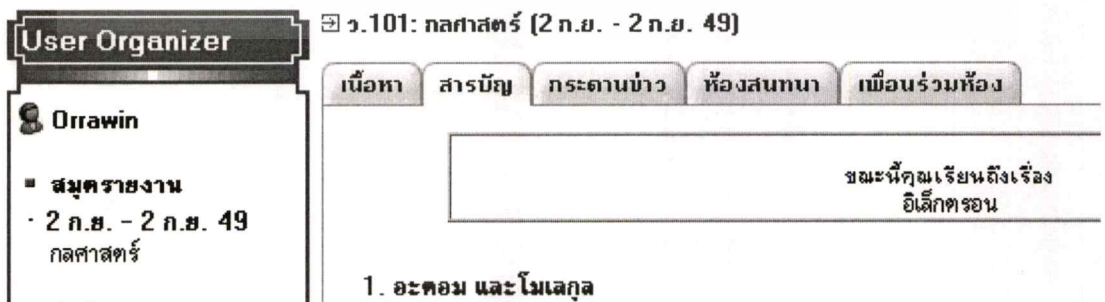 User Organizer
Orrawin
สมุดรายงาน
2 ก.ย. - 2 ก.ย. 49
กลศาสตร์
ว.101: กลศาสตร์ (2 ก.ย. - 2 ก.ย. 49)
เนื้อหา สารบัญ กระดานข่าว ห้องสนทนา เพื่อนร่วมห้อง
ขณะนี้คุณเรียนถึงเรื่อง
อิเล็กตรอน
1. อะตอม และโมเลกุล